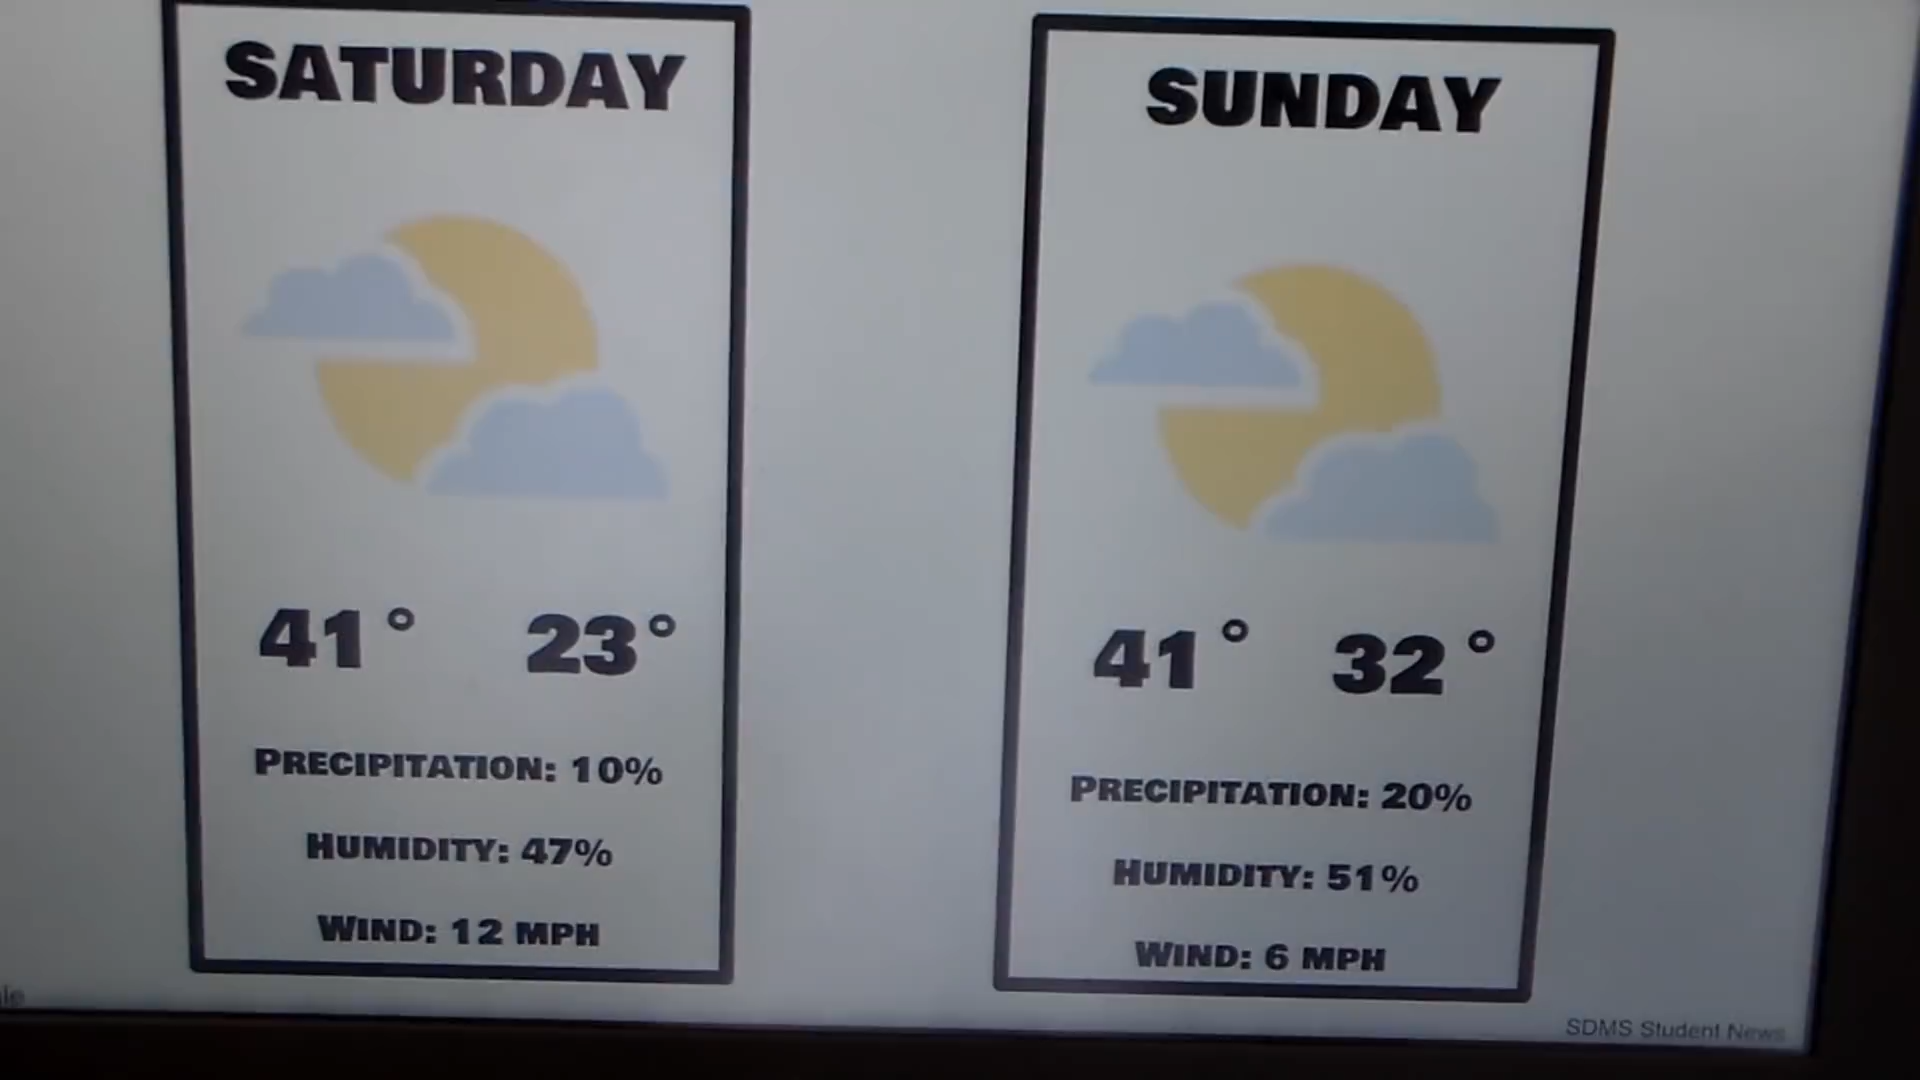 SATURDAY
41° 23°
PRECIPITATION: 10%
HUMIDITY: 47%
WIND: 12 MPH
SUNDAY
41° 32°
PRECIPITATION: 20%
HUMIDITY: 51%
WIND: 6 MPH
SDMS Student News